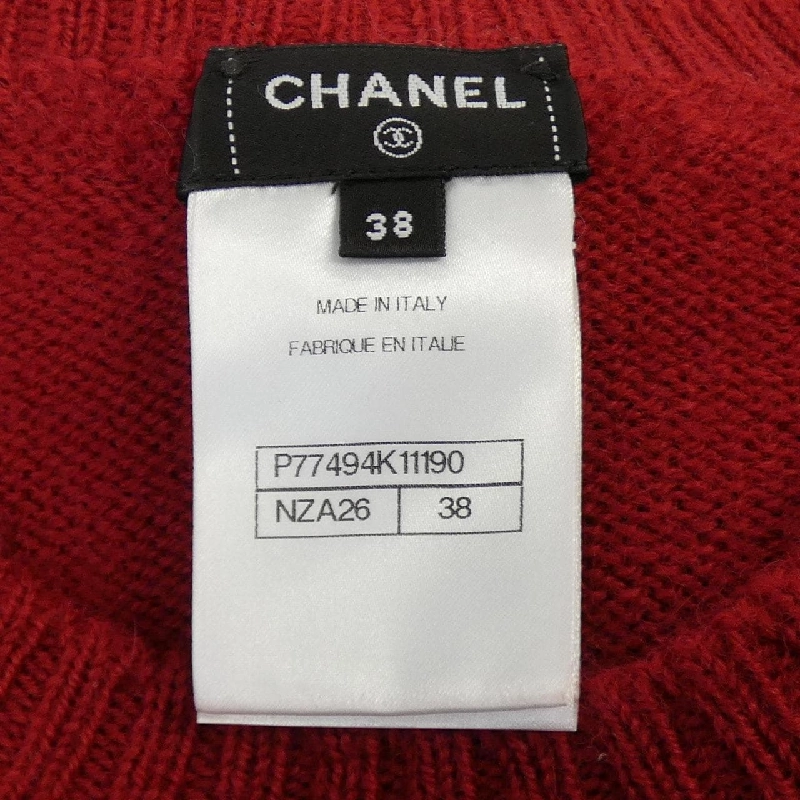 CHANEL
38
MADE IN ITALY
FABRIQUE EN ITALIE
P77494K11190
NZA26 38